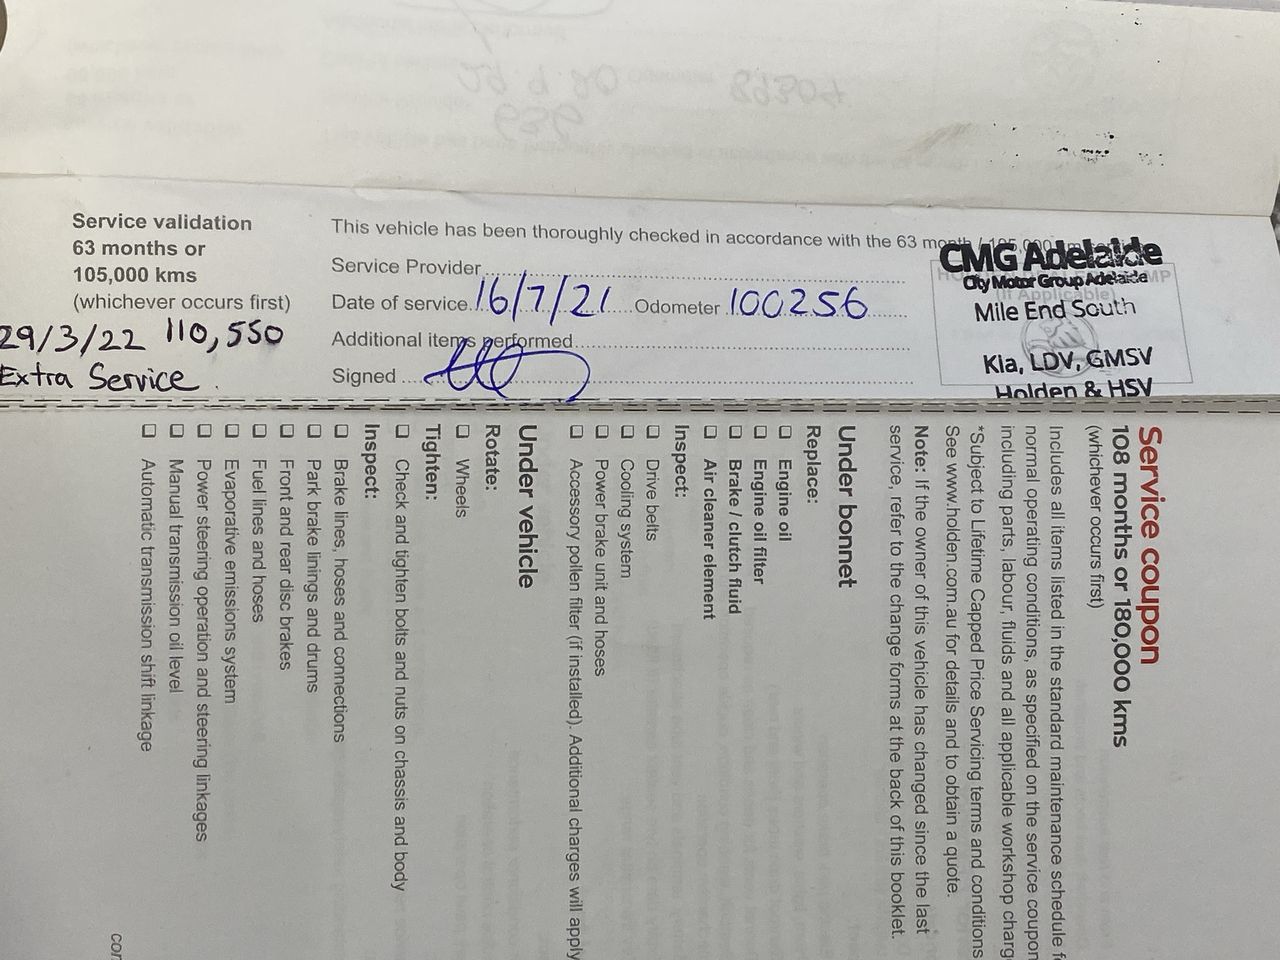 Service validation
63 months or
105,000 kms
(whichever occurs first)
29/3/22 110,550
Extra Service.
This vehicle has been thoroughly checked in accordance with the 63 month / 105,000
Service Provider
Date of service 16/7/21 Odometer 100256
Additional items performed
Signed
CMG Adelaide
City Motor Group Adelaide
Mile End South
Kia, LDV, GMSV
Holden & HSV
(If Applicable)
Service coupon
108 months or 180,000 kms
(whichever occurs first)
Includes all items listed in the standard maintenance schedule f
normal operating conditions, as specified on the service coupon
including parts, labour, fluids and all applicable workshop charg
*Subject to Lifetime Capped Price Servicing terms and conditions
See www.holden.com.au for details and to obtain a quote.
Note: If the owner of this vehicle has changed since the last
service, refer to the change forms at the back of this booklet.
Under bonnet
Replace:
☐ Engine oil
☐ Engine oil filter
☐ Brake / clutch fluid
☐ Air cleaner element
Inspect:
☐ Drive belts
☐ Cooling system
☐ Power brake unit and hoses
☐ Accessory pollen filter (if installed). Additional charges will apply
Under vehicle
Rotate:
☐ Wheels
Tighten:
☐ Check and tighten bolts and nuts on chassis and body
Inspect:
☐ Brake lines, hoses and connections
☐ Park brake linings and drums
☐ Front and rear disc brakes
☐ Fuel lines and hoses
☐ Evaporative emissions system
☐ Power steering operation and steering linkages
☐ Manual transmission oil level
☐ Automatic transmission shift linkage
con